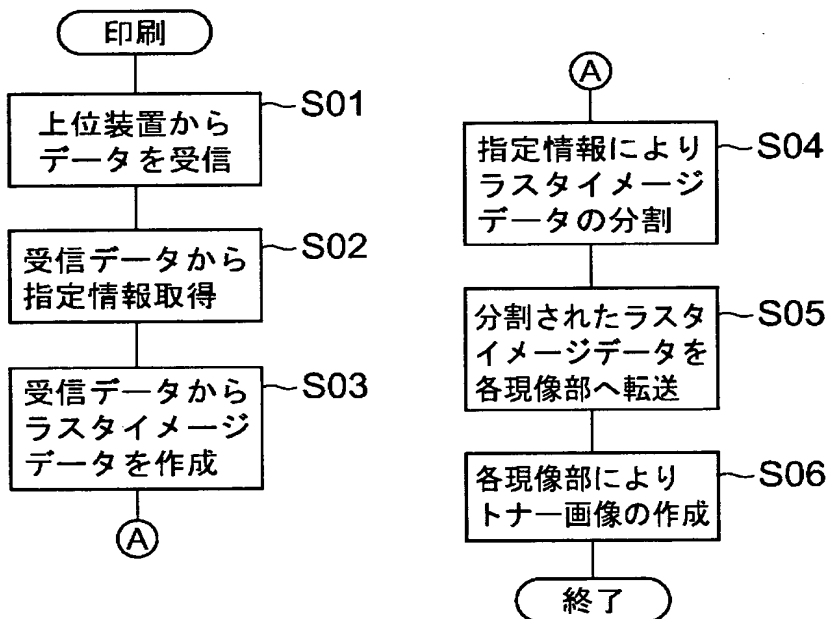 印刷
上位装置から
データを受信
S01
受信データから
指定情報取得
S02
受信データから
ラスタイメージ
データを作成
S03
A
A
指定情報により
ラスタイメージ
データの分割
S04
分割されたラスタ
イメージデータを
各現像部へ転送
S05
各現像部により
トナー画像の作成
S06
終了